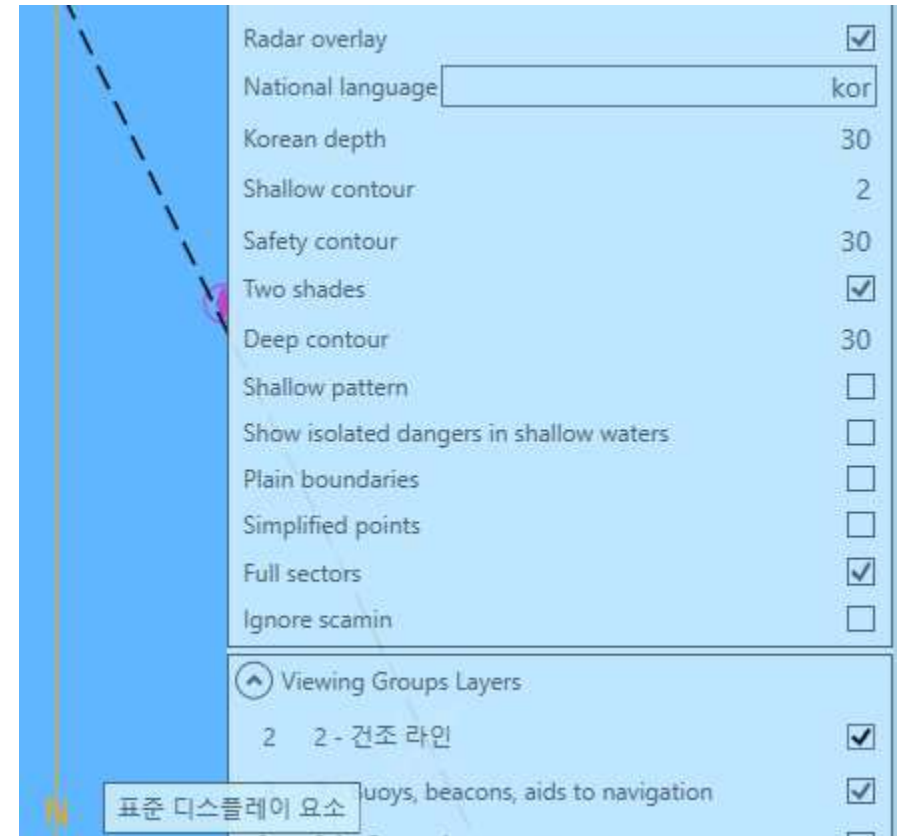 Radar overlay
National language kor
Korean depth 30
Shallow contour 2
Safety contour 30
Two shades
Deep contour 30
Shallow pattern
Show isolated dangers in shallow waters
Plain boundaries
Simplified points
Full sectors
Ignore scamin
Viewing Groups Layers
2 2 - 건조 라인
beacons, aids to navigation
표준 디스플레이 요소